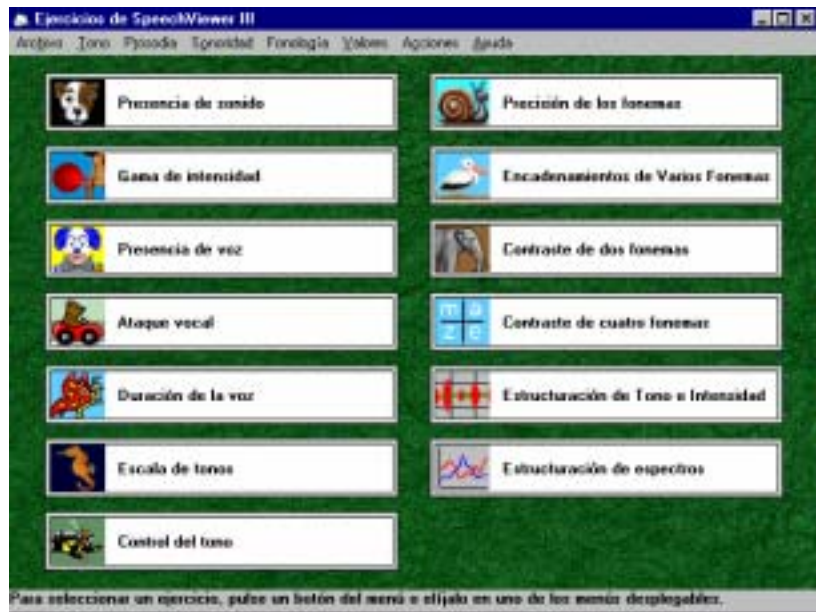 Ejercicios de SpeechViewer III
Archivo Tono Prosodia Sonoridad Fonología Valores Acciones Ayuda
Presencia de sonido
Gama de intensidad
Presencia de voz
Ataque vocal
Duración de la voz
Escala de tonos
Control del tono
Precisión de los fonemas
Encadenamientos de Varios Fonemas
Contraste de dos fonemas
m a
z e
Contraste de cuatro fonemas
Estructuración de Tono e Intensidad
Estructuración de espectros
Para seleccionar un ejercicio, pulse un botón del menú o elíjalo en uno de los menús desplegables.